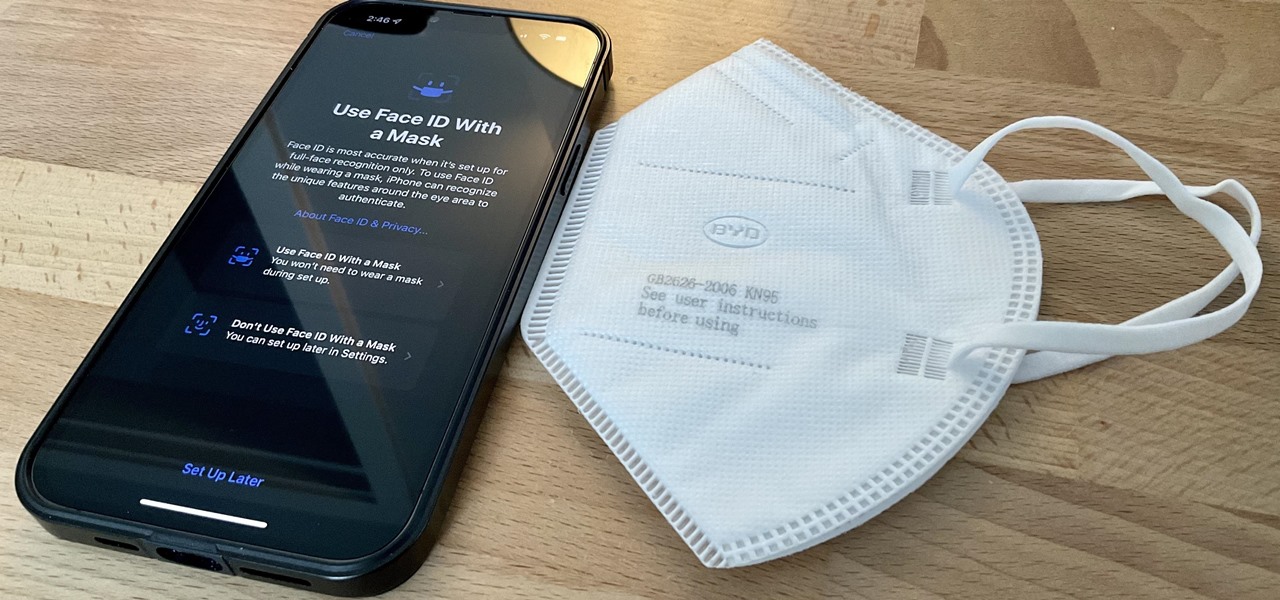 2:46
Cancel
Use Face ID With
a Mask
Face ID is most accurate when it's set up for
full-face recognition only. To use Face ID
while wearing a mask, iPhone can recognize
the unique features around the eye area to
authenticate.
About Face ID & Privacy...
Use Face ID With a Mask
You won't need to wear a mask
during set up.
Don't Use Face ID With a Mask
You can set up later in Settings.
Set Up Later
BYD
GB2626-2006 KN95
See user instructions
before using